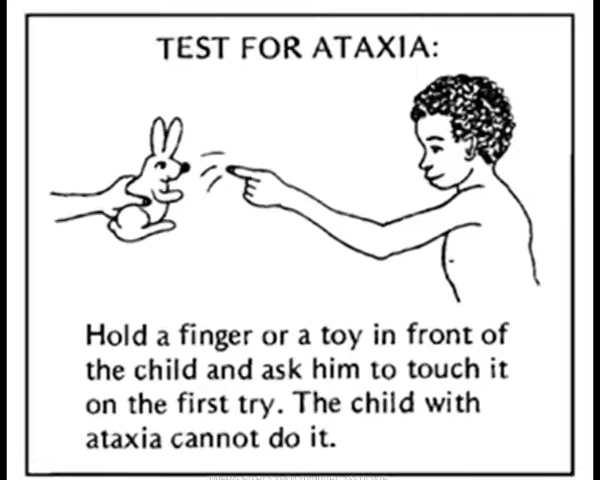 TEST FOR ATAXIA:
Hold a finger or a toy in front of
the child and ask him to touch it
on the first try. The child with
ataxia cannot do it.